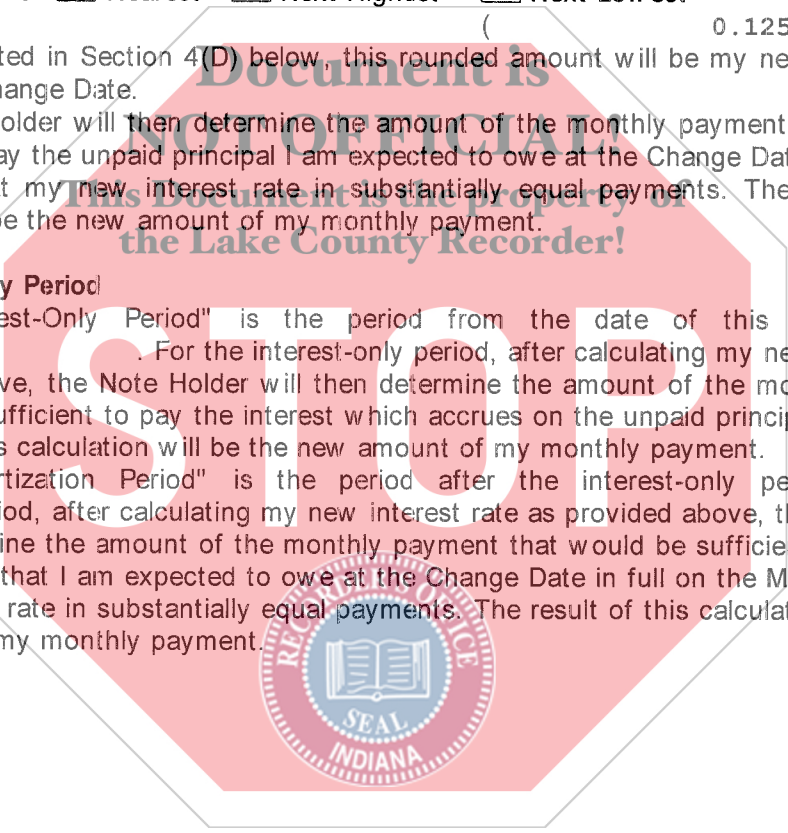 Nearest Next Highest Next Lowest
( 0.125
ted in Section 4(D) below, this rounded amount will be my ne
hange Date.
older will then determine the amount of the monthly payment
ay the unpaid principal I am expected to owe at the Change Dat
t my new interest rate in substantially equal payments. The
be the new amount of my monthly payment.
Document is
NOT OFFICIAL!
This Document is the property of
the Lake County Recorder!
y Period
est-Only Period" is the period from the date of this
. For the interest-only period, after calculating my ne
ve, the Note Holder will then determine the amount of the mo
ufficient to pay the interest which accrues on the unpaid princip
s calculation will be the new amount of my monthly payment.
rtization Period" is the period after the interest-only pe
iod, after calculating my new interest rate as provided above, th
ine the amount of the monthly payment that would be sufficie
that I am expected to owe at the Change Date in full on the M
rate in substantially equal payments. The result of this calculat
my monthly payment.
STOP
RECORDER'S OFFICE
SEAL
INDIANA